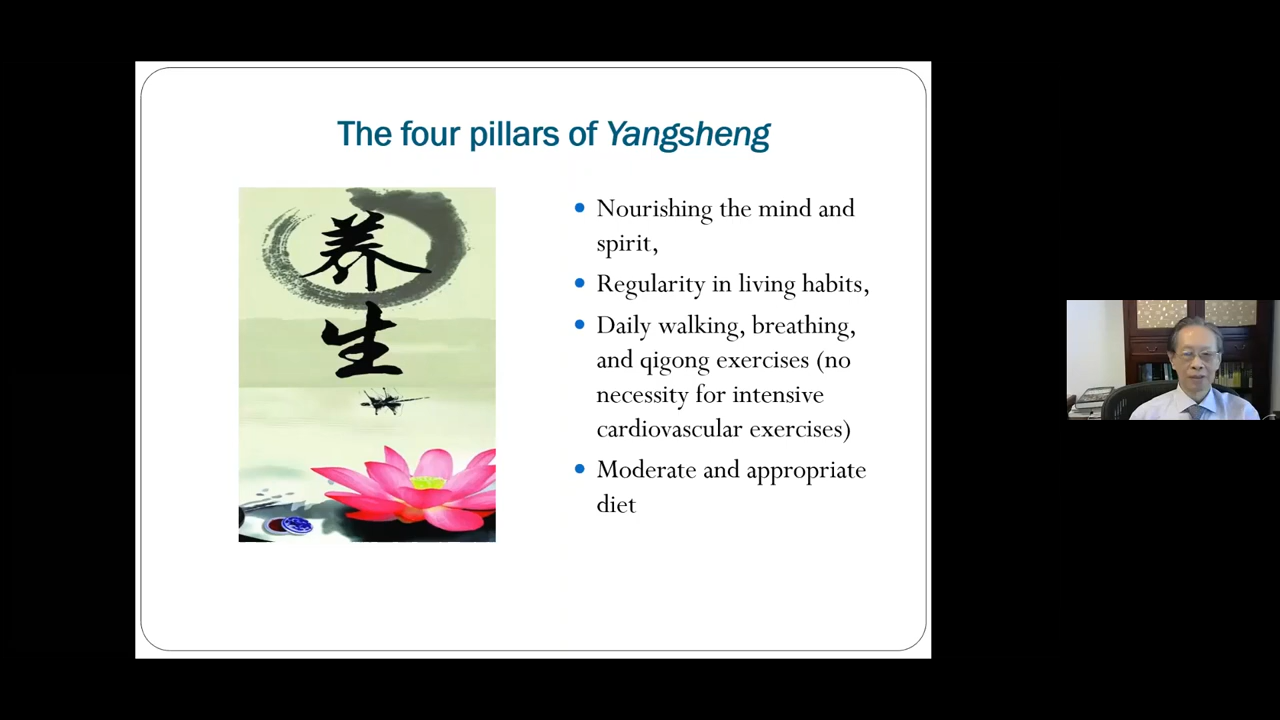 The four pillars of Yangsheng
养
生
• Nourishing the mind and
spirit,
• Regularity in living habits,
• Daily walking, breathing,
and qigong exercises (no
necessity for intensive
cardiovascular exercises)
• Moderate and appropriate
diet